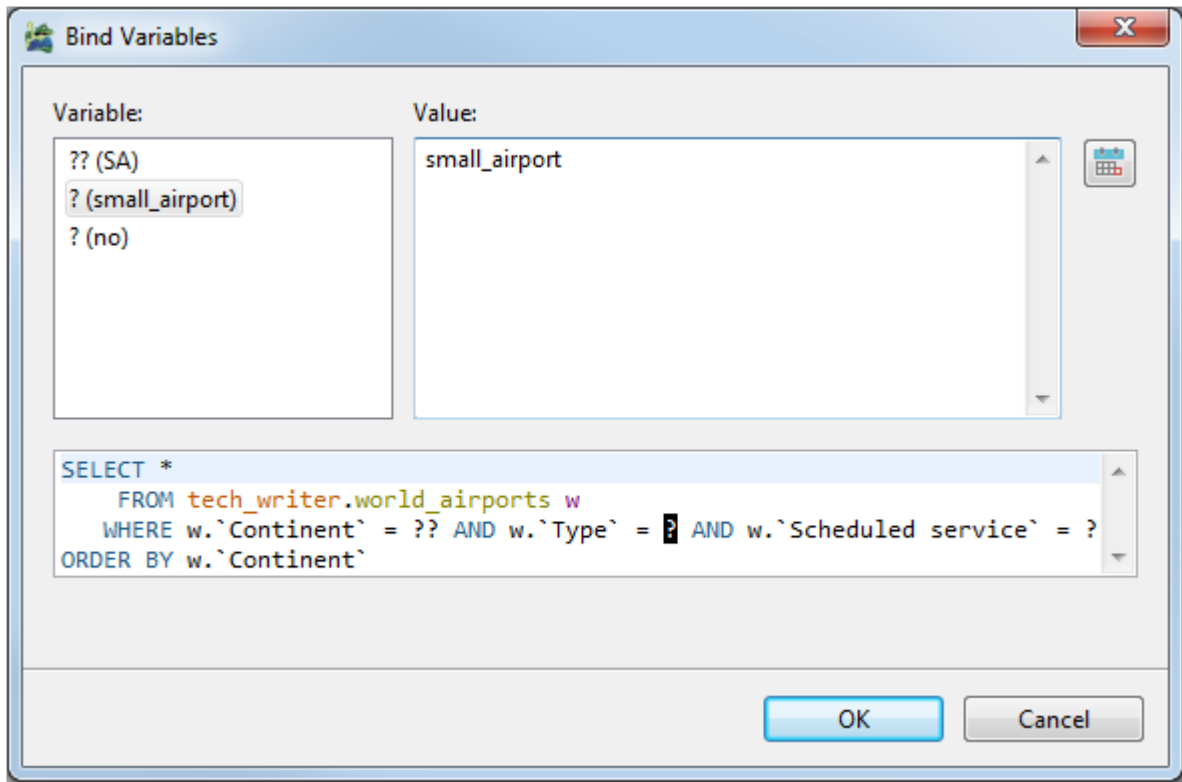 Bind Variables
Variable:
Value:
?? (SA)
? (small_airport)
? (no)
small_airport
SELECT *
FROM tech_writer.world_airports w
WHERE w.`Continent` = ?? AND w.`Type` = ? AND w.`Scheduled service` = ?
ORDER BY w.`Continent`
OK
Cancel